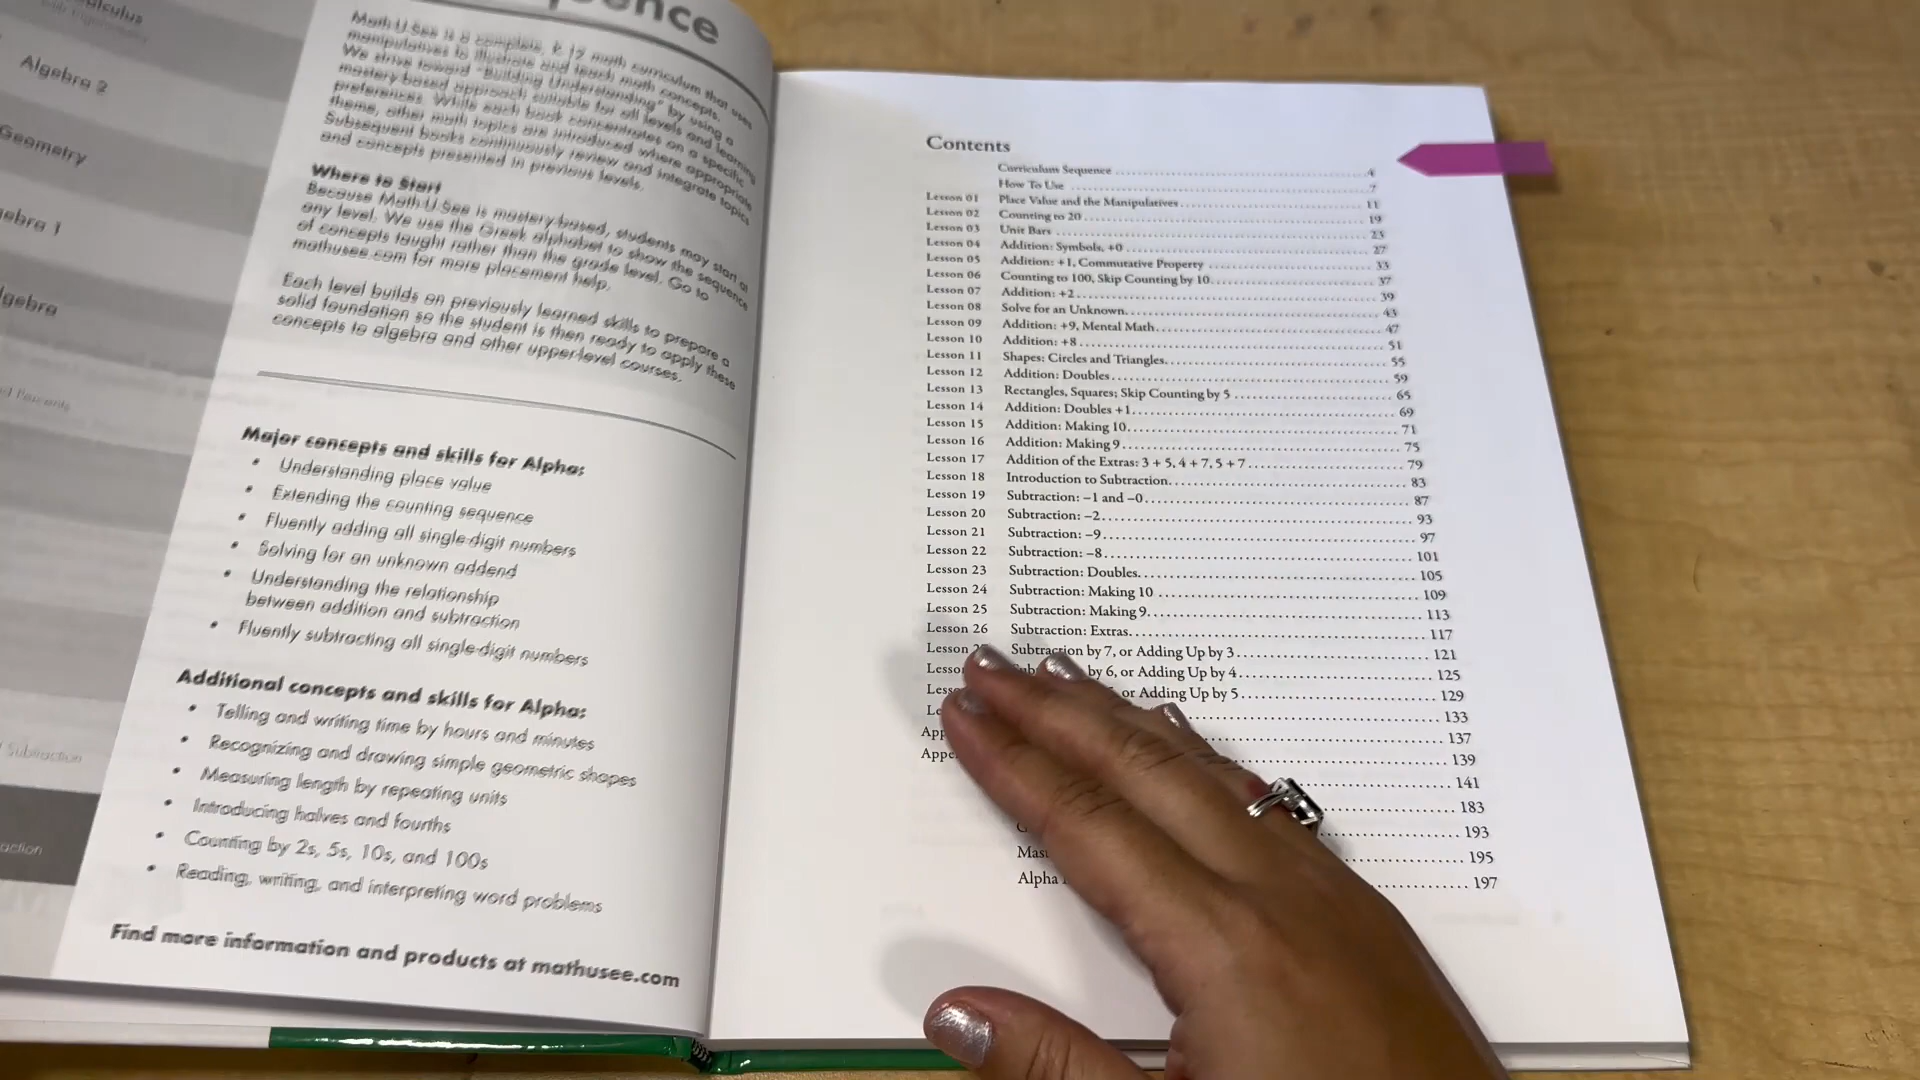 Algebra 2
Geometry
ebra 1
gebra
Subtraction
action
Math-U-See is a complete, K-12 math curriculum that uses
manipulatives to illustrate and teach math concepts.
We strive toward "Building Understanding" by using a
mastery-based approach suitable for all levels and learning
preferences. While each book concentrates on a specific
theme, other math topics are introduced where appropriate.
Subsequent books continuously review and integrate topics
and concepts presented in previous levels.
Where to Start
Because Math-U-See is mastery-based, students may start at
any level. We use the Greek alphabet to show the sequence
of concepts taught rather than the grade level. Go to
mathusee.com for more placement help.
Each level builds on previously learned skills to prepare a
solid foundation so the student is then ready to apply these
concepts to algebra and other upper-level courses.
Major concepts and skills for Alpha:
• Understanding place value
• Extending the counting sequence
• Fluently adding all single-digit numbers
• Solving for an unknown addend
• Understanding the relationship
between addition and subtraction
• Fluently subtracting all single-digit numbers
Additional concepts and skills for Alpha:
• Telling and writing time by hours and minutes
• Recognizing and drawing simple geometric shapes
• Measuring length by repeating units
• Introducing halves and fourths
• Counting by 2s, 5s, 10s, and 100s
• Reading, writing, and interpreting word problems
Find more information and products at mathusee.com
Contents
Curriculum Sequence 4
How To Use 7
Lesson 01 Place Value and the Manipulatives 11
Lesson 02 Counting to 20 19
Lesson 03 Unit Bars 23
Lesson 04 Addition: Symbols, +0 27
Lesson 05 Addition: +1, Commutative Property 33
Lesson 06 Counting to 100, Skip Counting by 10 37
Lesson 07 Addition: +2 39
Lesson 08 Solve for an Unknown 43
Lesson 09 Addition: +9, Mental Math 47
Lesson 10 Addition: +8 51
Lesson 11 Shapes: Circles and Triangles 55
Lesson 12 Addition: Doubles 59
Lesson 13 Rectangles, Squares; Skip Counting by 5 65
Lesson 14 Addition: Doubles +1 69
Lesson 15 Addition: Making 10 71
Lesson 16 Addition: Making 9 75
Lesson 17 Addition of the Extras: 3 + 5, 4 + 7, 5 + 7 79
Lesson 18 Introduction to Subtraction 83
Lesson 19 Subtraction: −1 and −0 87
Lesson 20 Subtraction: −2 93
Lesson 21 Subtraction: −9 97
Lesson 22 Subtraction: −8 101
Lesson 23 Subtraction: Doubles 105
Lesson 24 Subtraction: Making 10 109
Lesson 25 Subtraction: Making 9 113
Lesson 26 Subtraction: Extras 117
Lesson Subtraction by 7, or Adding Up by 3 121
Lesson by 6, or Adding Up by 4 125
or Adding Up by 5 129
133
137
139
141
183
193
195
Alpha 197